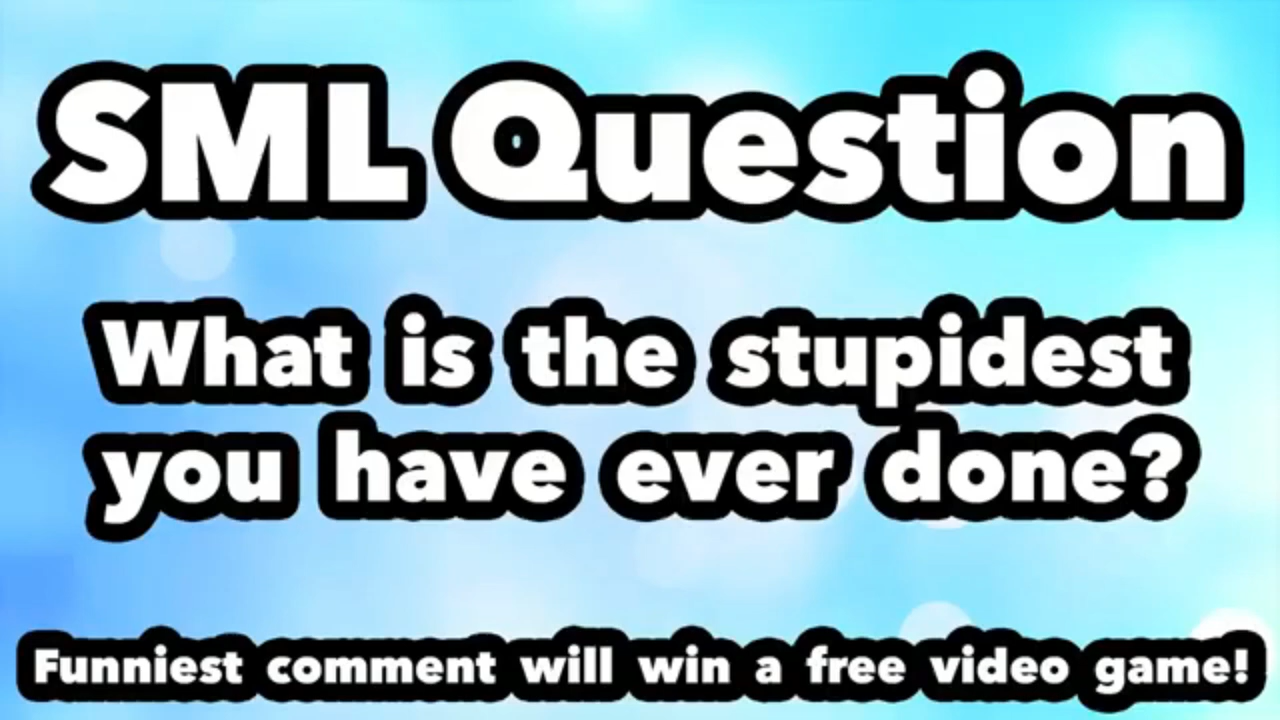 SML Question
What is the stupidest
you have ever done?
Funniest comment will win a free video game!